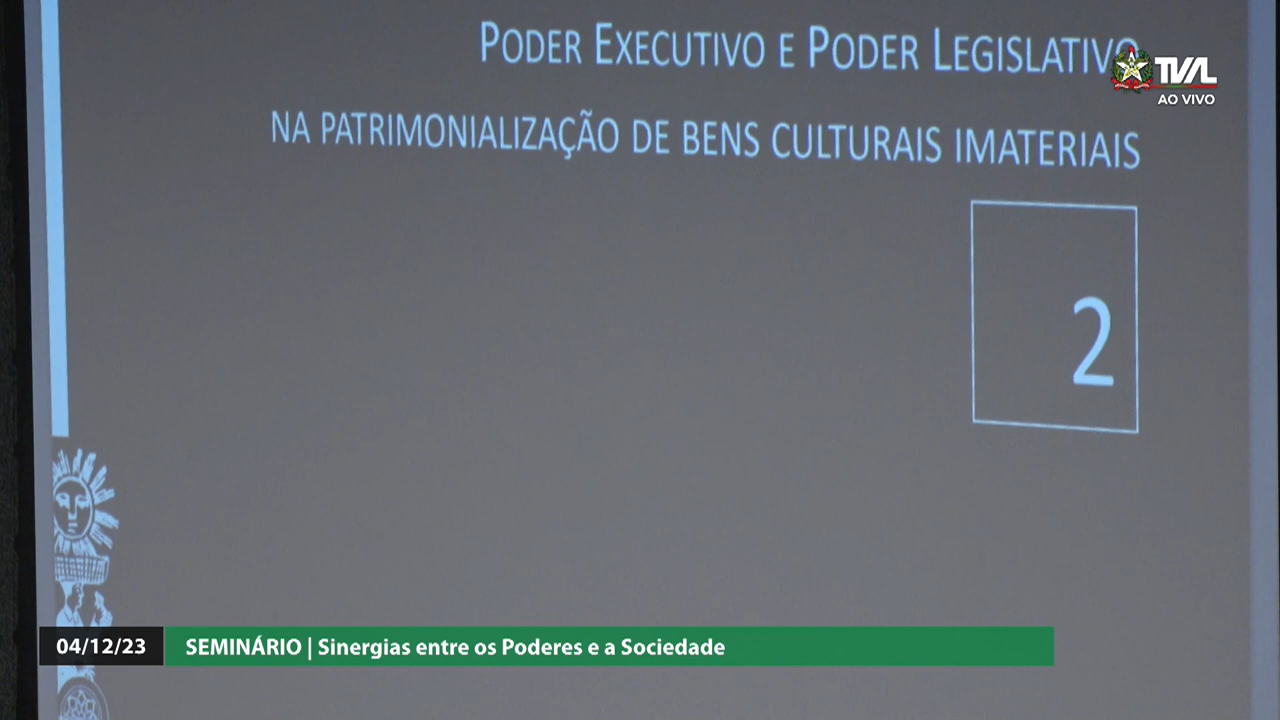 PODER EXECUTIVO E PODER LEGISLATIVO
NA PATRIMONIALIZAÇÃO DE BENS CULTURAIS IMATERIAIS
2
TVAL
AO VIVO
04/12/23
SEMINÁRIO | Sinergias entre os Poderes e a Sociedade